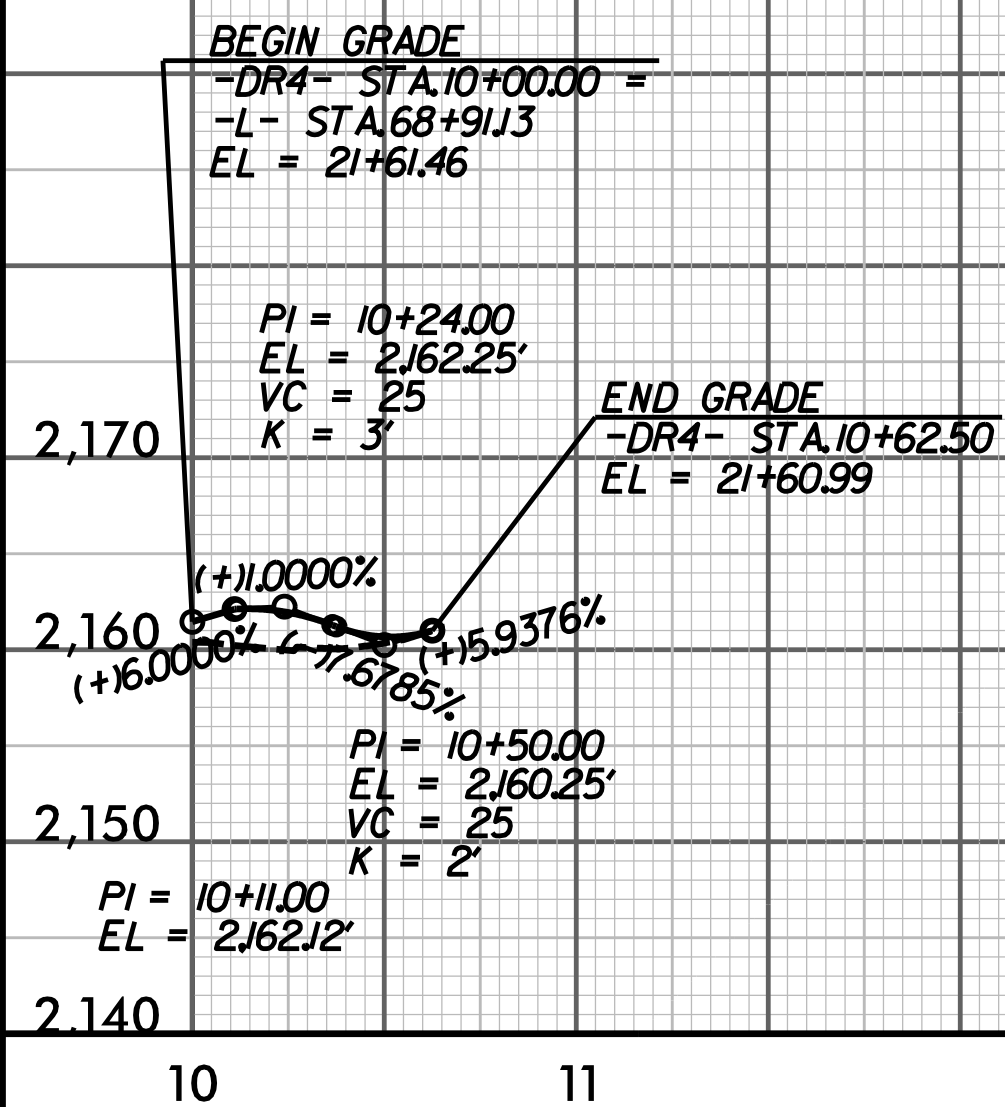 BEGIN GRADE
-DR4- STA.10+00.00 =
-L- STA.68+91.13
EL = 21+61.46
PI = 10+24.00
EL = 2,162.25'
VC = 25
K = 3'
END GRADE
-DR4- STA.10+62.50
EL = 21+60.99
2,170
(+)1.0000%
2,160
(+)6.0000%
(-)7.6785%
(+)5.9376%
PI = 10+50.00
EL = 2,160.25'
VC = 25
K = 2'
2,150
PI = 10+11.00
EL = 2,162.12'
2,140
10 11